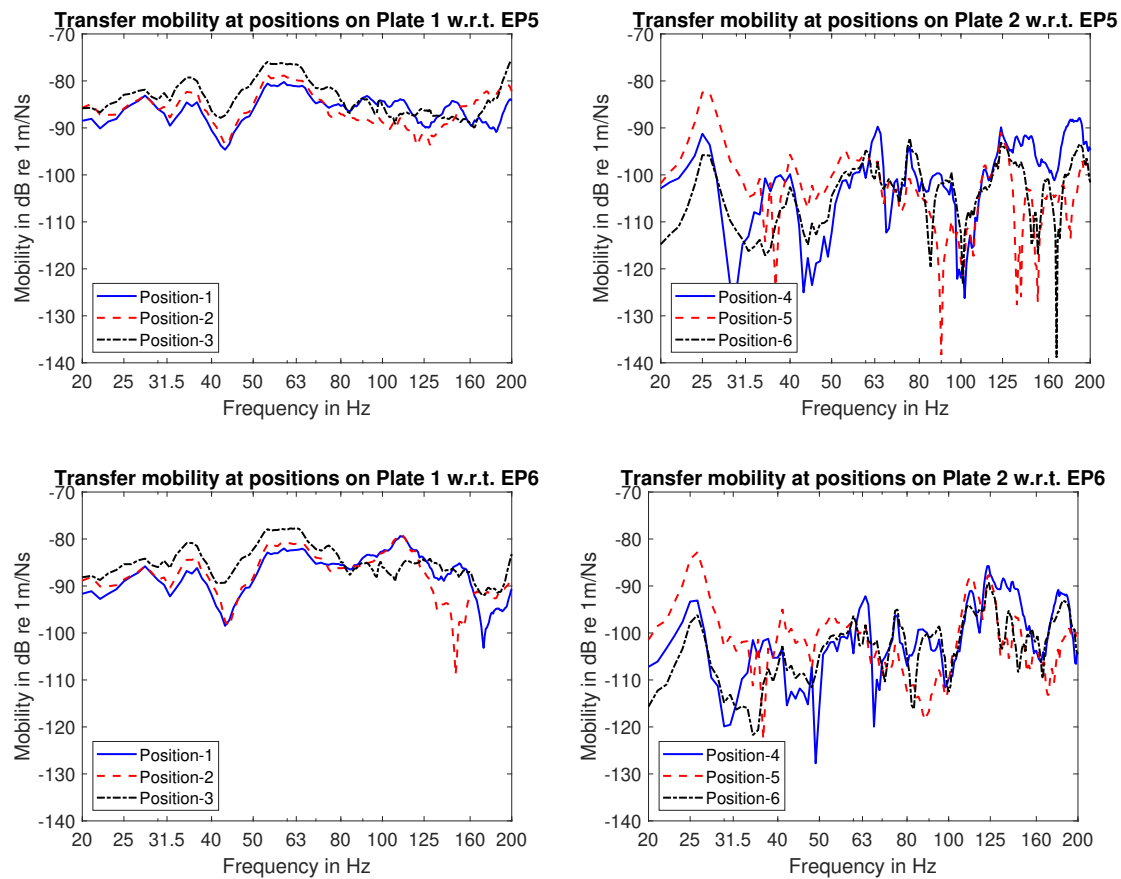 Transfer mobility at positions on Plate 1 w.r.t. EP5
-70
-80
-90
-100
-110
-120
-130
-140
Mobility in dB re 1m/Ns
Position-1
Position-2
Position-3
20 25 31.5 40 50 63 80 100 125 160 200
Frequency in Hz
Transfer mobility at positions on Plate 2 w.r.t. EP5
-70
-80
-90
-100
-110
-120
-130
-140
Mobility in dB re 1m/Ns
Position-4
Position-5
Position-6
20 25 31.5 40 50 63 80 100 125 160 200
Frequency in Hz
Transfer mobility at positions on Plate 1 w.r.t. EP6
-70
-80
-90
-100
-110
-120
-130
-140
Mobility in dB re 1m/Ns
Position-1
Position-2
Position-3
20 25 31.5 40 50 63 80 100 125 160 200
Frequency in Hz
Transfer mobility at positions on Plate 2 w.r.t. EP6
-70
-80
-90
-100
-110
-120
-130
-140
Mobility in dB re 1m/Ns
Position-4
Position-5
Position-6
20 25 31.5 40 50 63 80 100 125 160 200
Frequency in Hz